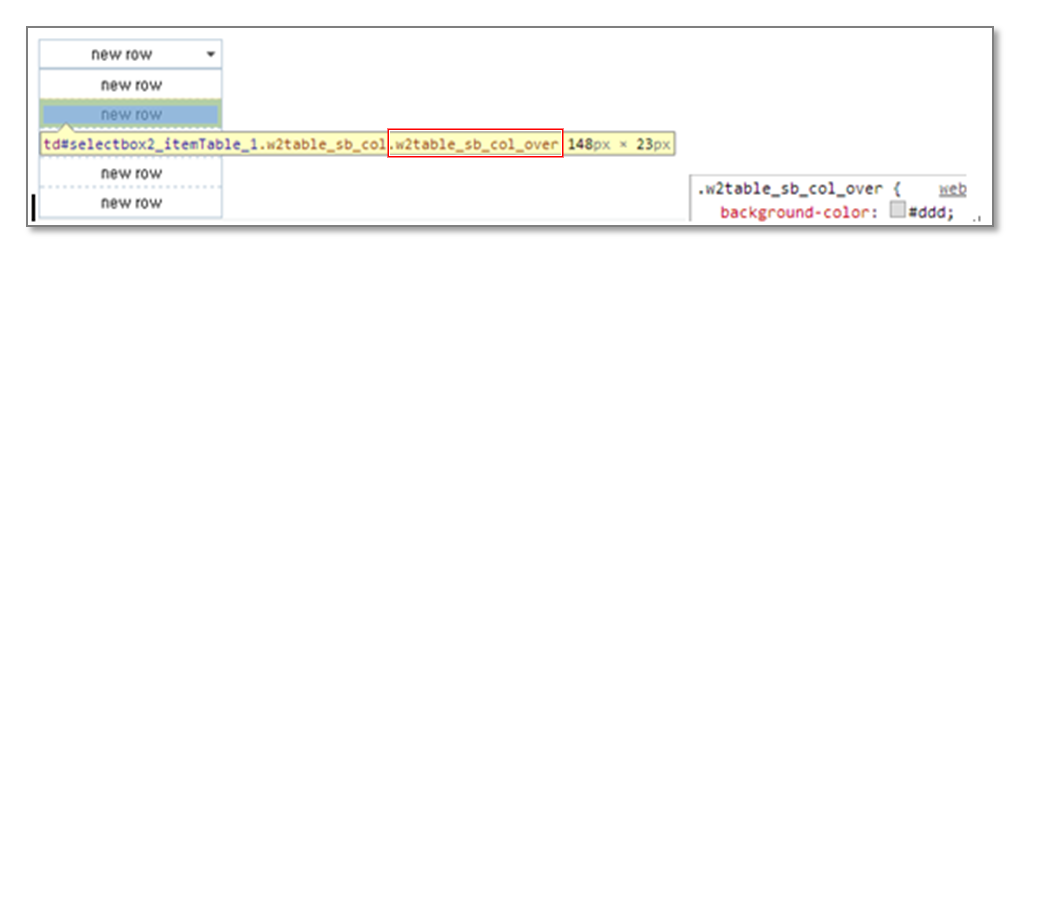 new row
new row
new row
td#selectbox2_itemTable_1.w2table_sb_col.w2table_sb_col_over 148px × 23px
new row
new row
.w2table_sb_col_over { web
background-color: #ddd;